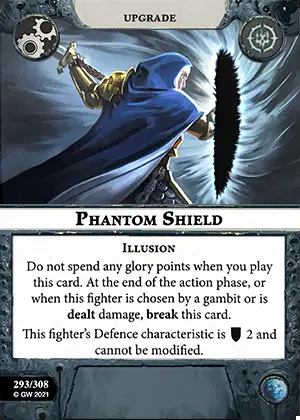 UPGRADE
PHANTOM SHIELD
ILLUSION
Do not spend any glory points when you play
this card. At the end of the action phase, or
when this fighter is chosen by a gambit or is
dealt damage, break this card.
This fighter's Defence characteristic is 2 and
cannot be modified.
293/308
© GW 2021